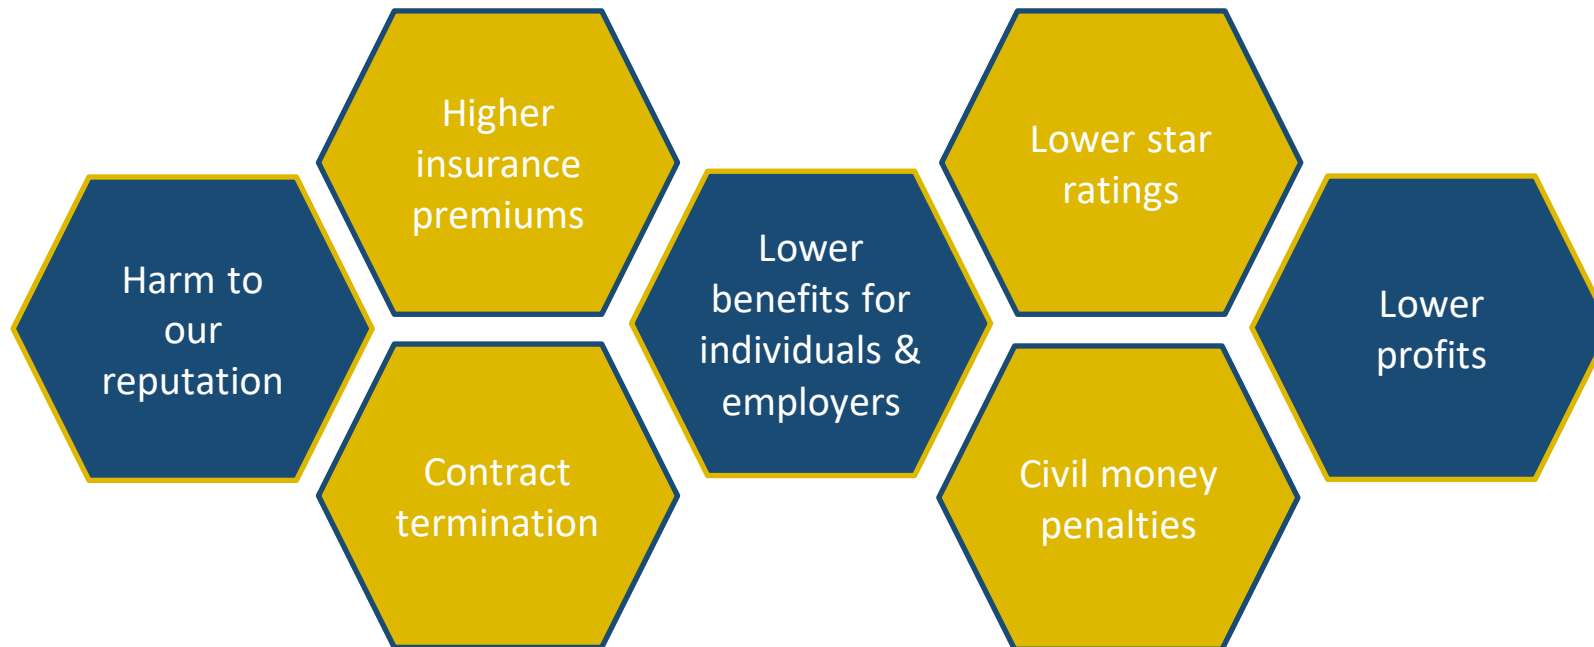 Harm to
our
reputation
Higher
insurance
premiums
Contract
termination
Lower
benefits for
individuals &
employers
Lower star
ratings
Civil money
penalties
Lower
profits